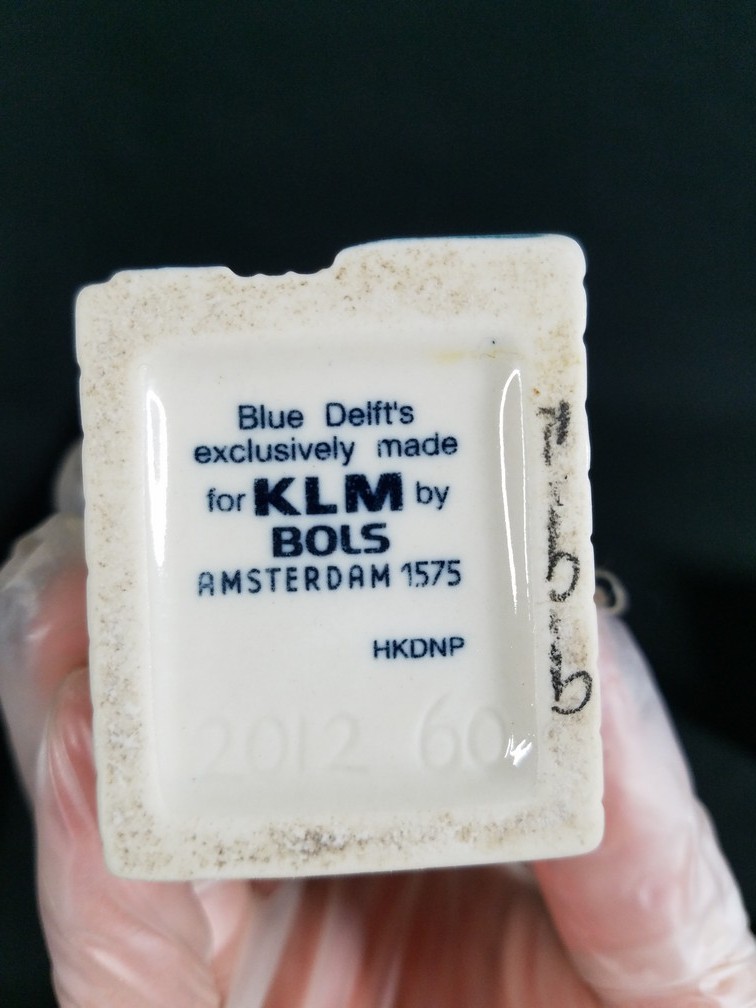 Blue Delft's
exclusively made
for KLM by
BOLS
AMSTERDAM 1575
HKDNP
2012 60